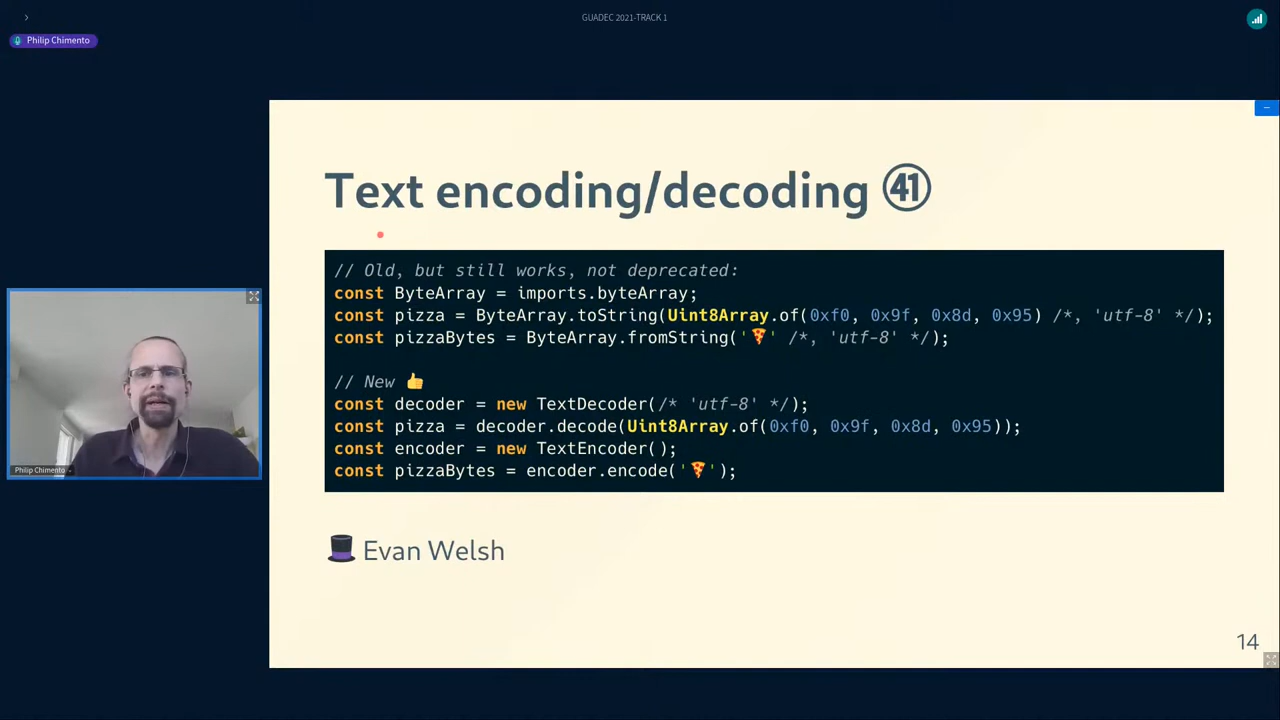 GUADEC 2021-TRACK 1
Philip Chimento
Text encoding/decoding ㊶
// Old, but still works, not deprecated:
const ByteArray = imports.byteArray;
const pizza = ByteArray.toString(Uint8Array.of(0xf0, 0x9f, 0x8d, 0x95) /*, 'utf-8' */);
const pizzaBytes = ByteArray.fromString('🍕' /*, 'utf-8' */);
// New 👍
const decoder = new TextDecoder(/* 'utf-8' */);
const pizza = decoder.decode(Uint8Array.of(0xf0, 0x9f, 0x8d, 0x95));
const encoder = new TextEncoder();
const pizzaBytes = encoder.encode('🍕');
Philip Chimento
🎩 Evan Welsh
14